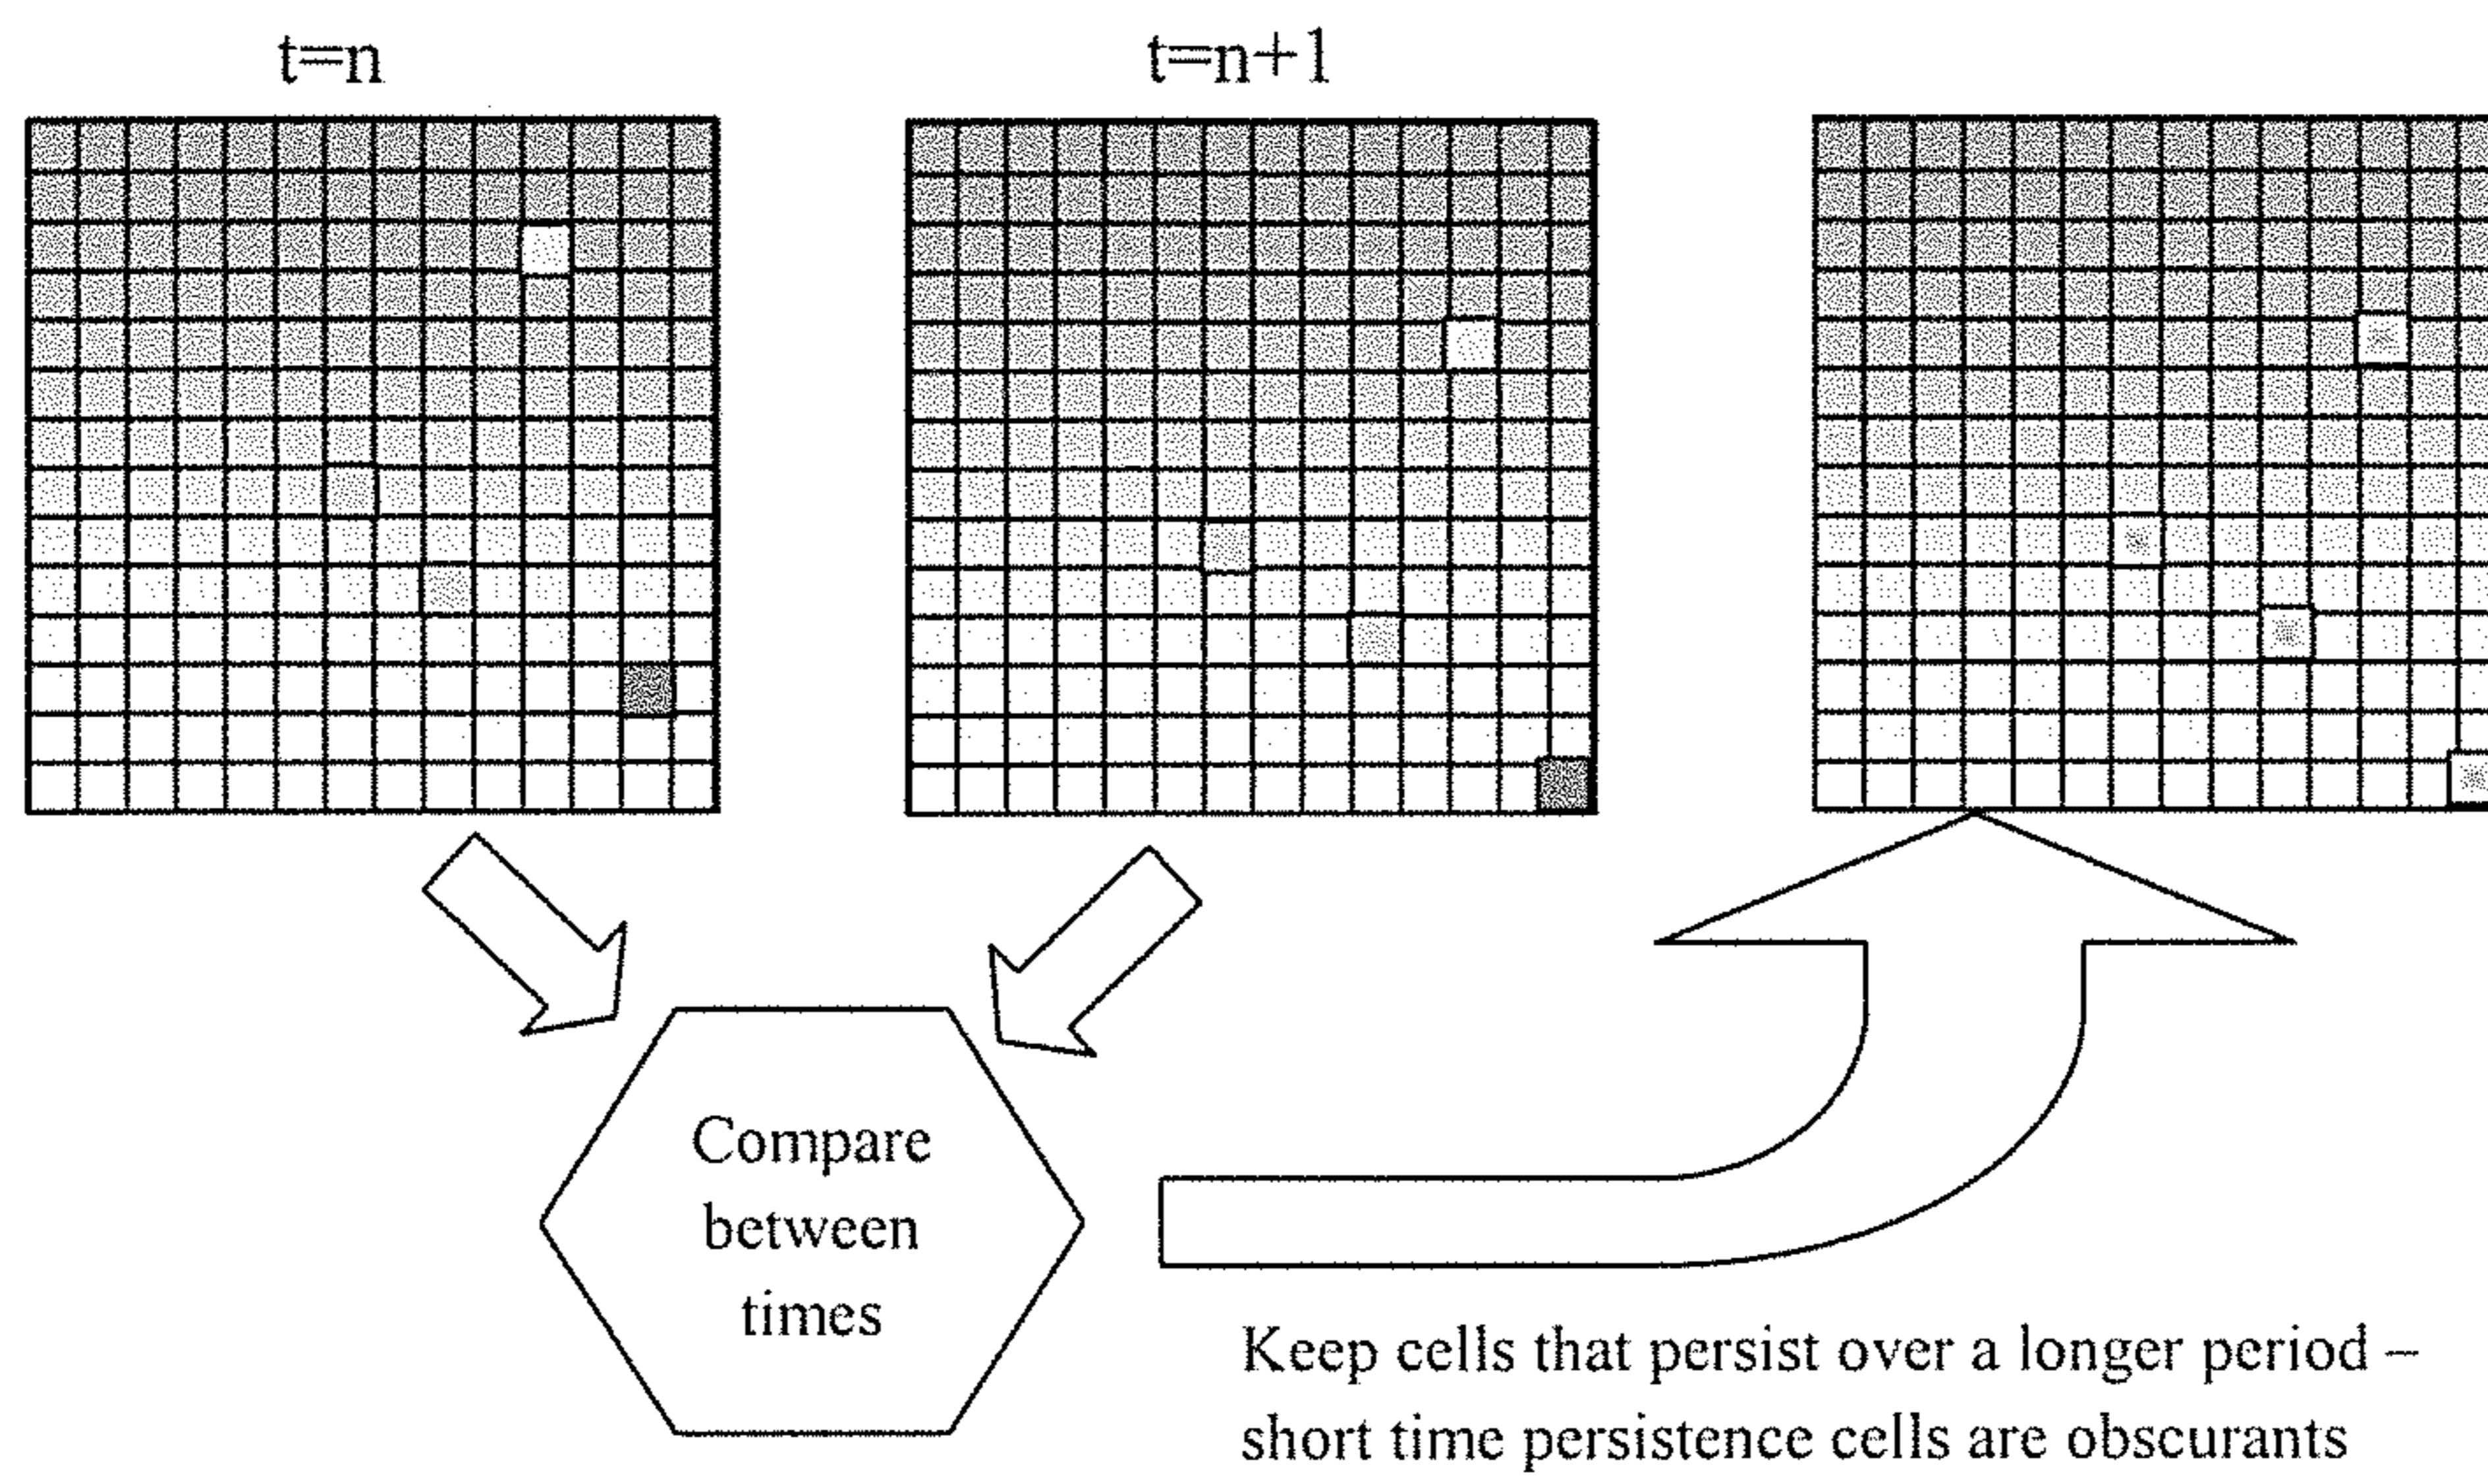 t=n
t=n+1
Compare
between
times
Keep cells that persist over a longer period –
short time persistence cells are obscurants